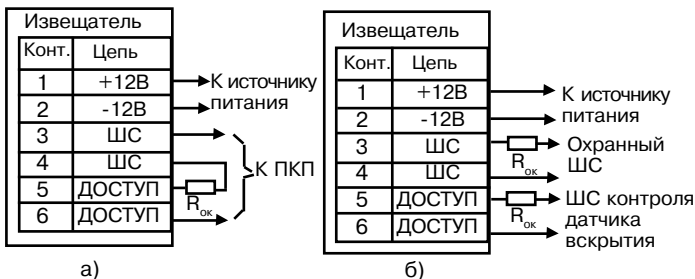 Извещатель
Конт. Цепь
1 +12В
2 -12В
3 ШС
4 ШС
5 ДОСТУП
6 ДОСТУП
К источнику
питания
К ПКП
Rок
а)
Извещатель
Конт. Цепь
1 +12В
2 -12В
3 ШС
4 ШС
5 ДОСТУП
6 ДОСТУП
К источнику
питания
Rок
Охранный
ШС
Rок
ШС контроля
датчика
вскрытия
б)